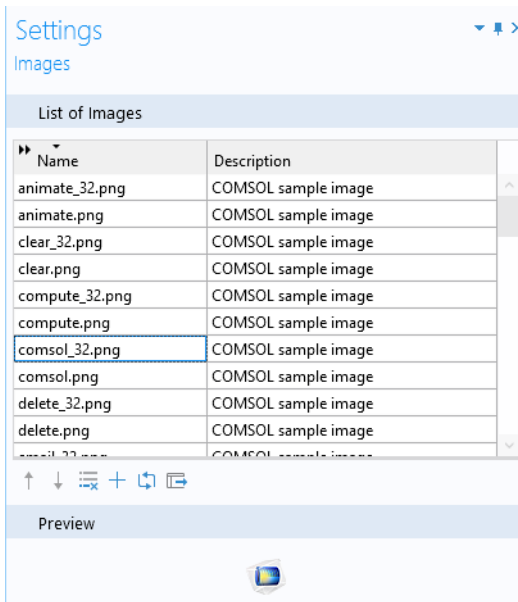 Settings
Images
List of Images
Name Description
animate_32.png COMSOL sample image
animate.png COMSOL sample image
clear_32.png COMSOL sample image
clear.png COMSOL sample image
compute_32.png COMSOL sample image
compute.png COMSOL sample image
comsol_32.png COMSOL sample image
comsol.png COMSOL sample image
delete_32.png COMSOL sample image
delete.png COMSOL sample image
COMSOL sample image
Preview